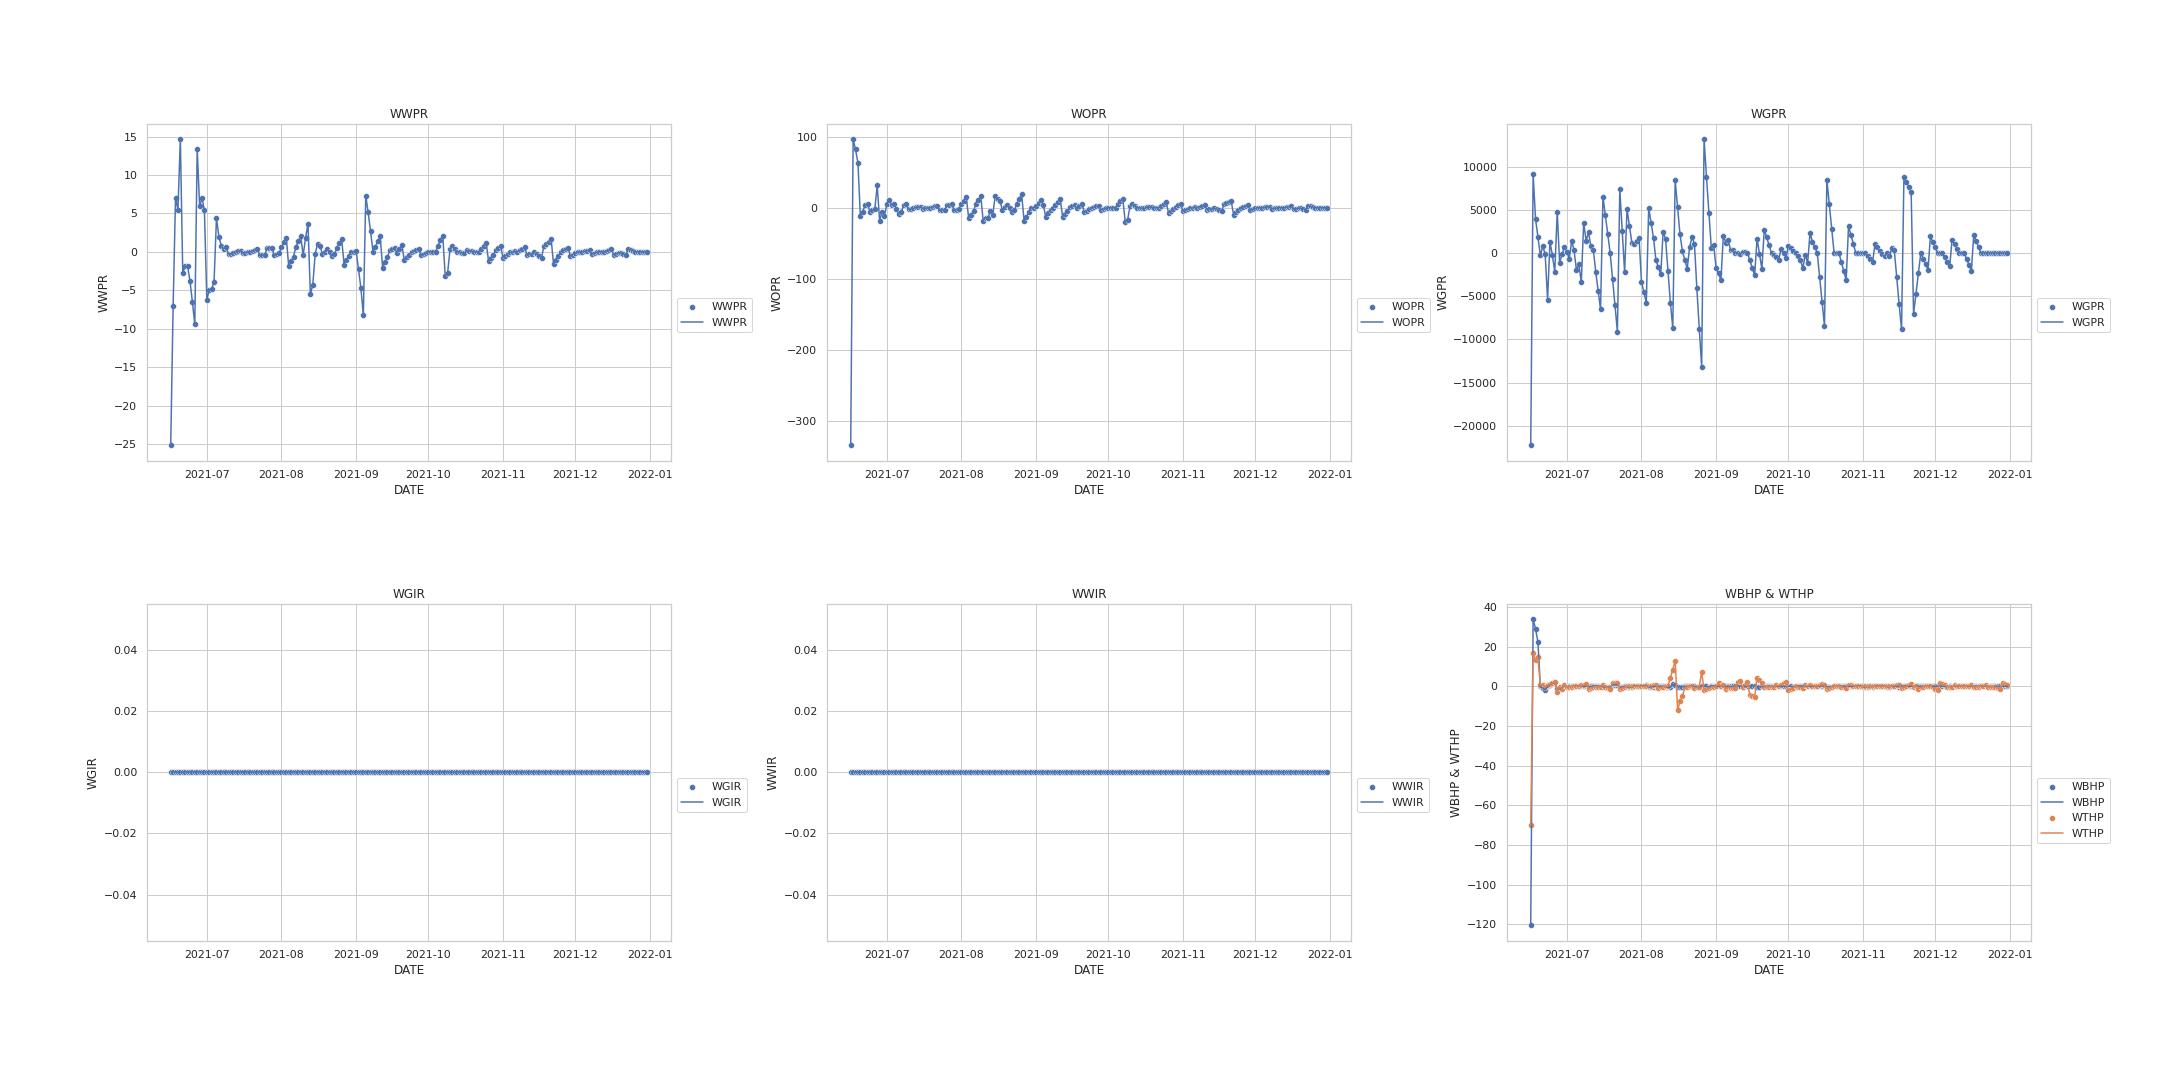 WWPR
15
10
5
0
−5
−10
−15
−20
−25
WWPR
2021-07 2021-08 2021-09 2021-10 2021-11 2021-12 2022-01
DATE
WWPR
WWPR
WOPR
100
0
−100
−200
−300
WOPR
2021-07 2021-08 2021-09 2021-10 2021-11 2021-12 2022-01
DATE
WOPR
WOPR
WGPR
10000
5000
0
−5000
−10000
−15000
−20000
WGPR
2021-07 2021-08 2021-09 2021-10 2021-11 2021-12 2022-01
DATE
WGPR
WGPR
WGIR
0.04
0.02
0.00
−0.02
−0.04
WGIR
2021-07 2021-08 2021-09 2021-10 2021-11 2021-12 2022-01
DATE
WGIR
WGIR
WWIR
0.04
0.02
0.00
−0.02
−0.04
WWIR
2021-07 2021-08 2021-09 2021-10 2021-11 2021-12 2022-01
DATE
WWIR
WWIR
WBHP & WTHP
40
20
0
−20
−40
−60
−80
−100
−120
WBHP & WTHP
2021-07 2021-08 2021-09 2021-10 2021-11 2021-12 2022-01
DATE
WBHP
WBHP
WTHP
WTHP